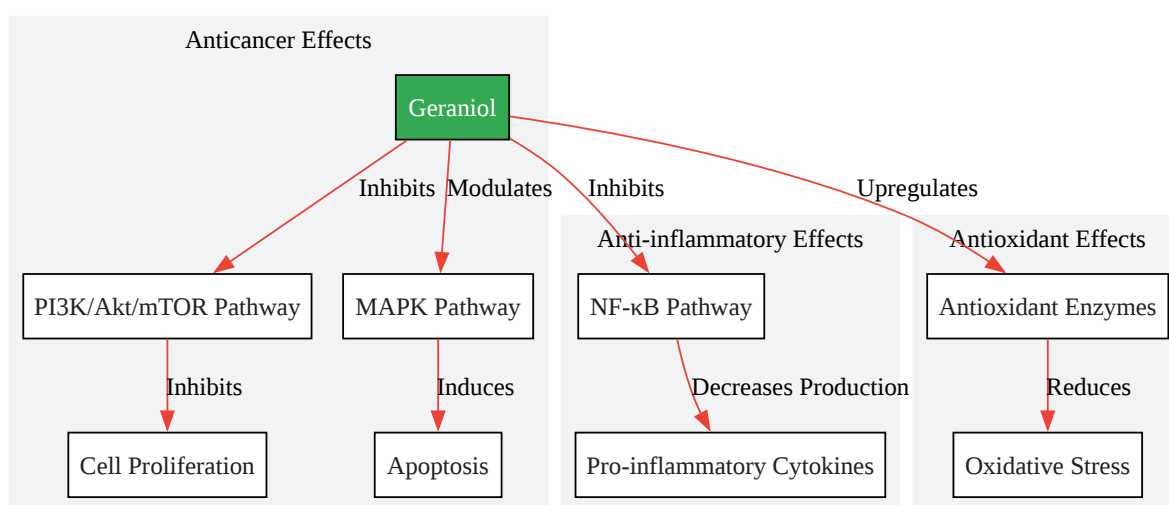 Anticancer Effects
Geraniol
Inhibits
Modulates
Inhibits
Upregulates
Anti-inflammatory Effects
Antioxidant Effects
PI3K/Akt/mTOR Pathway
MAPK Pathway
NF-κB Pathway
Antioxidant Enzymes
Inhibits
Induces
Decreases Production
Reduces
Cell Proliferation
Apoptosis
Pro-inflammatory Cytokines
Oxidative Stress